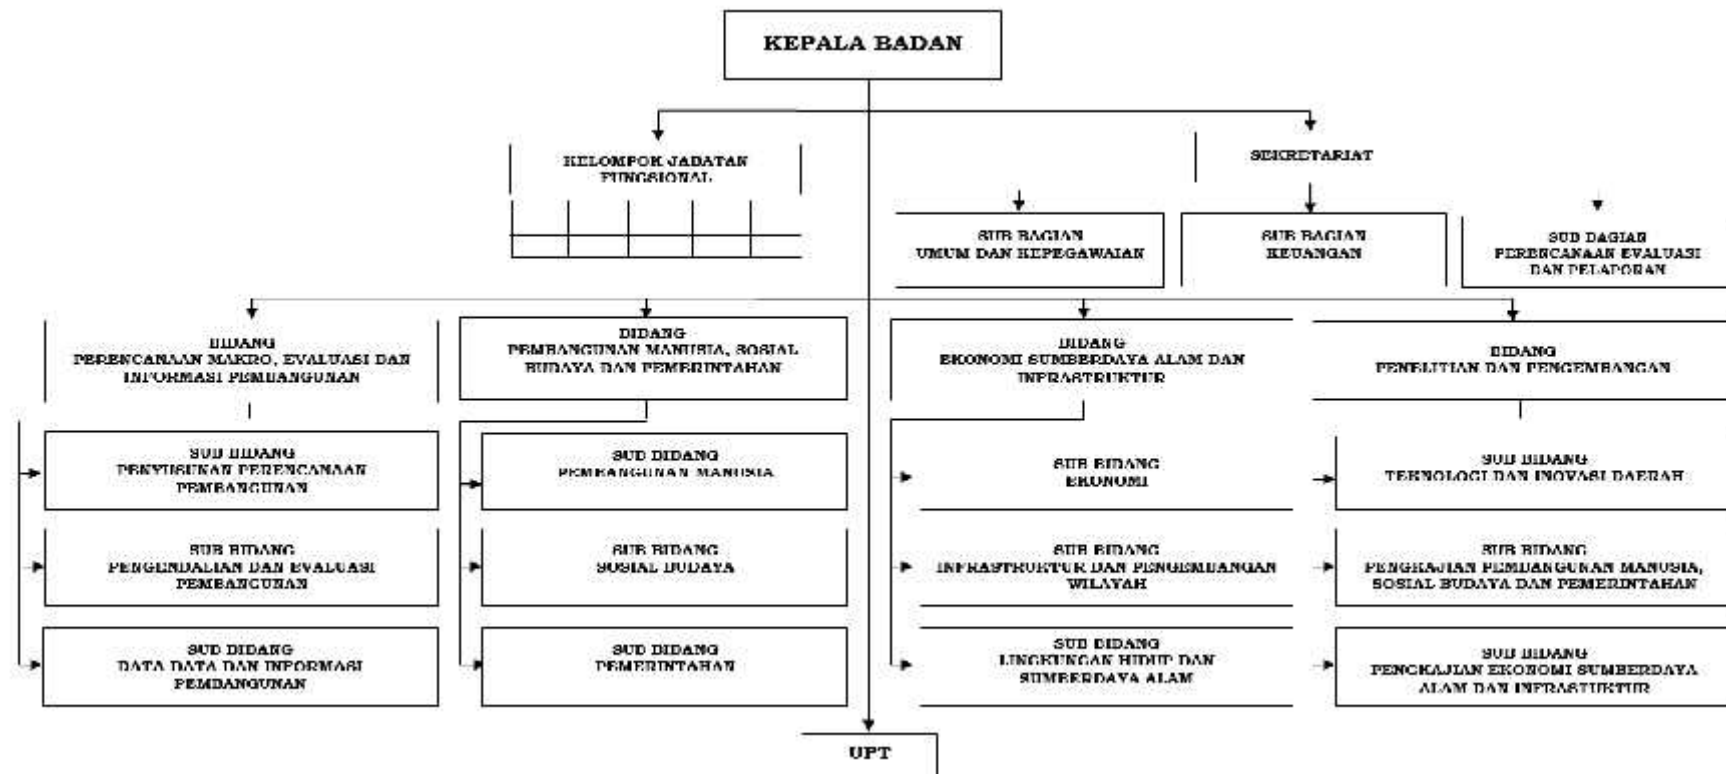 KEPALA BADAN
KELOMPOK JABATAN
FUNGSIONAL
SEKRETARIAT
SUB BAGIAN
UMUM DAN KEPEGAWAIAN
SUB BAGIAN
KEUANGAN
SUB BAGIAN
PERENCANAAN EVALUASI
DAN PELAPORAN
BIDANG
PERENCANAAN MAKRO, EVALUASI DAN
INFORMASI PEMBANGUNAN
BIDANG
PEMBANGUNAN MANUSIA, SOSIAL
BUDAYA DAN PEMERINTAHAN
BIDANG
EKONOMI SUMBERDAYA ALAM DAN
INFRASTRUKTUR
BIDANG
PENELITIAN DAN PENGEMBANGAN
SUB BIDANG
PENYUSUNAN PERENCANAAN
PEMBANGUNAN
SUB BIDANG
PEMBANGUNAN MANUSIA
SUB BIDANG
EKONOMI
SUB BIDANG
TEKNOLOGI DAN INOVASI DAERAH
SUB BIDANG
PENGENDALIAN DAN EVALUASI
PEMBANGUNAN
SUB BIDANG
SOSIAL BUDAYA
SUB BIDANG
INFRASTRUKTUR DAN PENGEMBANGAN
WILAYAH
SUB BIDANG
PENGKAJIAN PEMBANGUNAN MANUSIA,
SOSIAL BUDAYA DAN PEMERINTAHAN
SUB BIDANG
DATA DATA DAN INFORMASI
PEMBANGUNAN
SUB BIDANG
PEMERINTAHAN
SUB BIDANG
LINGKUNGAN HIDUP DAN
SUMBERDAYA ALAM
SUB BIDANG
PENGKAJIAN EKONOMI SUMBERDAYA
ALAM DAN INFRASTUKTUR
UPT